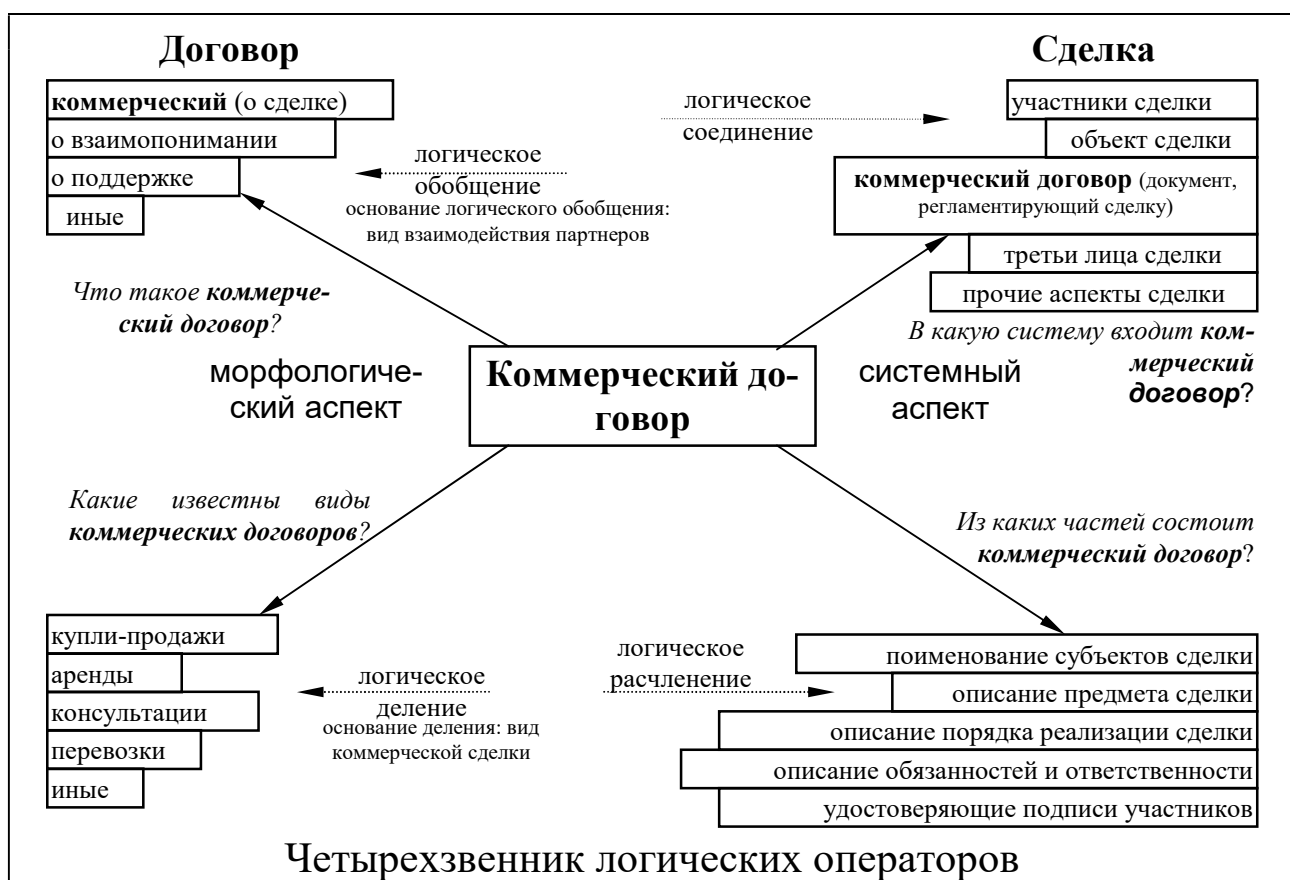 Договор
коммерческий (о сделке)
о взаимопонимании
о поддержке
иные
логическое
обобщение
основание логического обобщения:
вид взаимодействия партнеров
логическое
соединение
Сделка
участники сделки
объект сделки
коммерческий договор (документ,
регламентирующий сделку)
третьи лица сделки
прочие аспекты сделки
Что такое коммерче-
ский договор?
В какую систему входит ком-
мерческий
договор?
морфологиче-
ский аспект
Коммерческий до-
говор
системный
аспект
Какие известны виды
коммерческих договоров?
Из каких частей состоит
коммерческий договор?
купли-продажи
аренды
консультации
перевозки
иные
логическое
деление
основание деления: вид
коммерческой сделки
логическое
расчленение
поименование субъектов сделки
описание предмета сделки
описание порядка реализации сделки
описание обязанностей и ответственности
удостоверяющие подписи участников
Четырехзвенник логических операторов